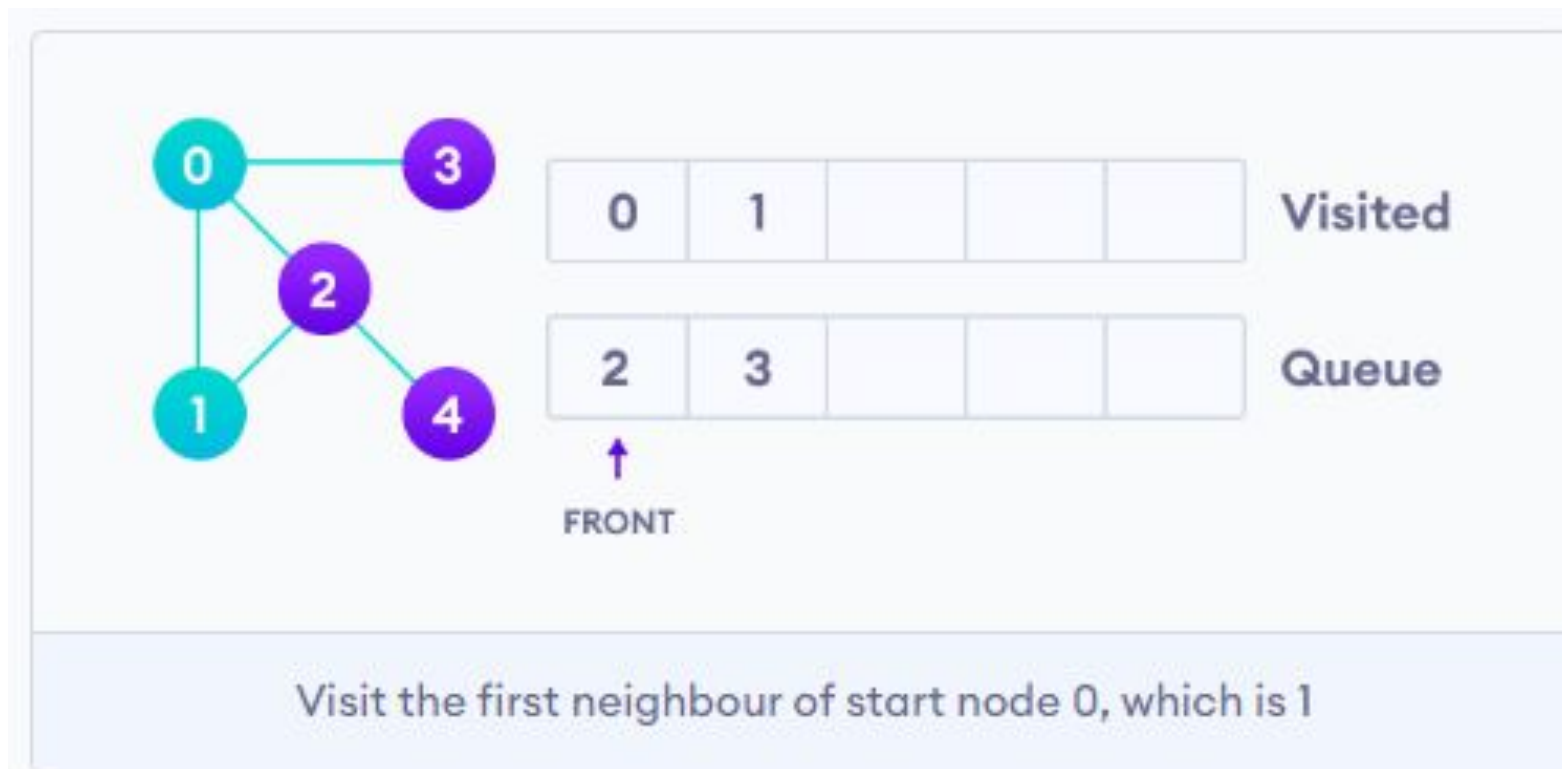 0
3
2
1
4
0 1 Visited
2 3 Queue
FRONT
Visit the first neighbour of start node 0, which is 1